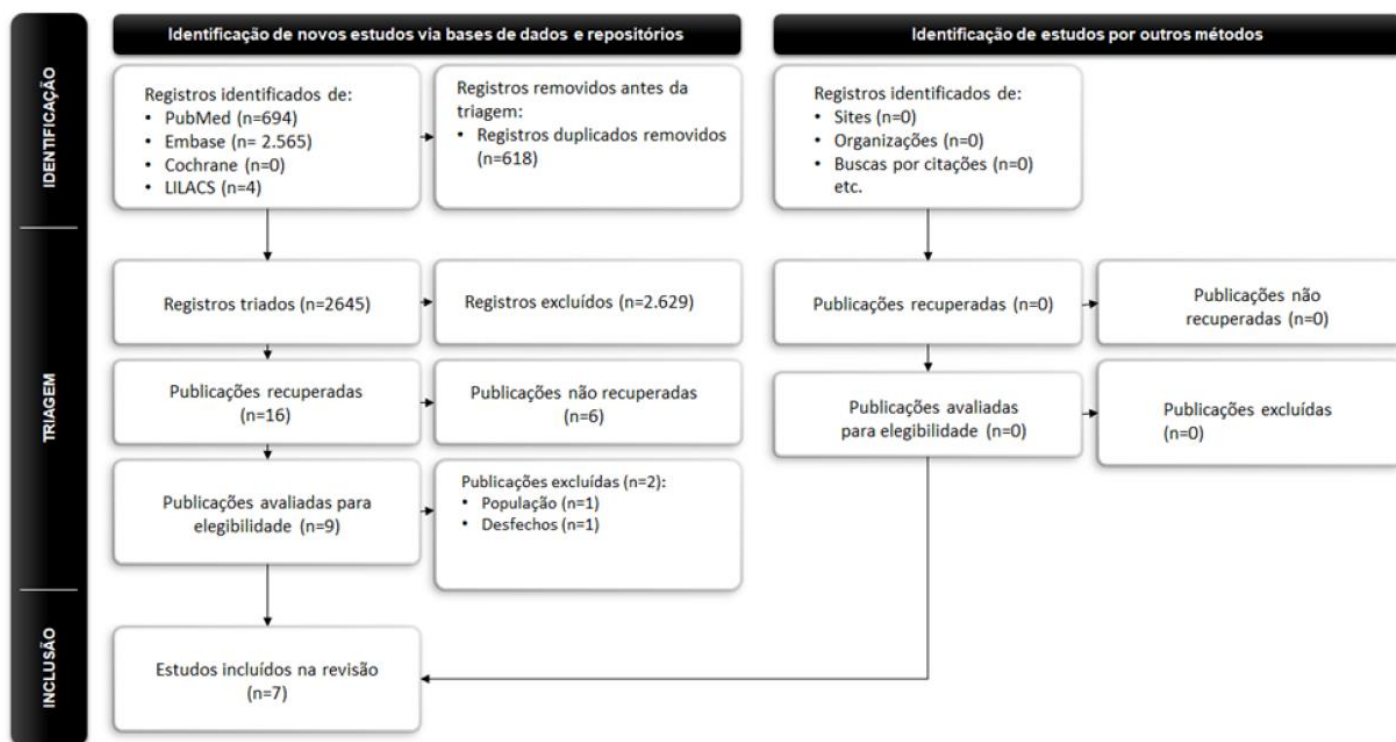 Identificação de novos estudos via bases de dados e repositórios
Identificação de estudos por outros métodos
IDENTIFICAÇÃO
Registros identificados de:
• PubMed (n=694)
• Embase (n= 2.565)
• Cochrane (n=0)
• LILACS (n=4)
Registros removidos antes da
triagem:
• Registros duplicados removidos
(n=618)
Registros identificados de:
• Sites (n=0)
• Organizações (n=0)
• Buscas por citações (n=0)
etc.
TRIAGEM
Registros triados (n=2645)
Registros excluídos (n=2.629)
Publicações recuperadas (n=0)
Publicações não
recuperadas (n=0)
Publicações recuperadas
(n=16)
Publicações não recuperadas
(n=6)
Publicações avaliadas
para elegibilidade (n=0)
Publicações excluídas
(n=0)
Publicações avaliadas para
elegibilidade (n=9)
Publicações excluídas (n=2):
• População (n=1)
• Desfechos (n=1)
INCLUSÃO
Estudos incluídos na revisão
(n=7)